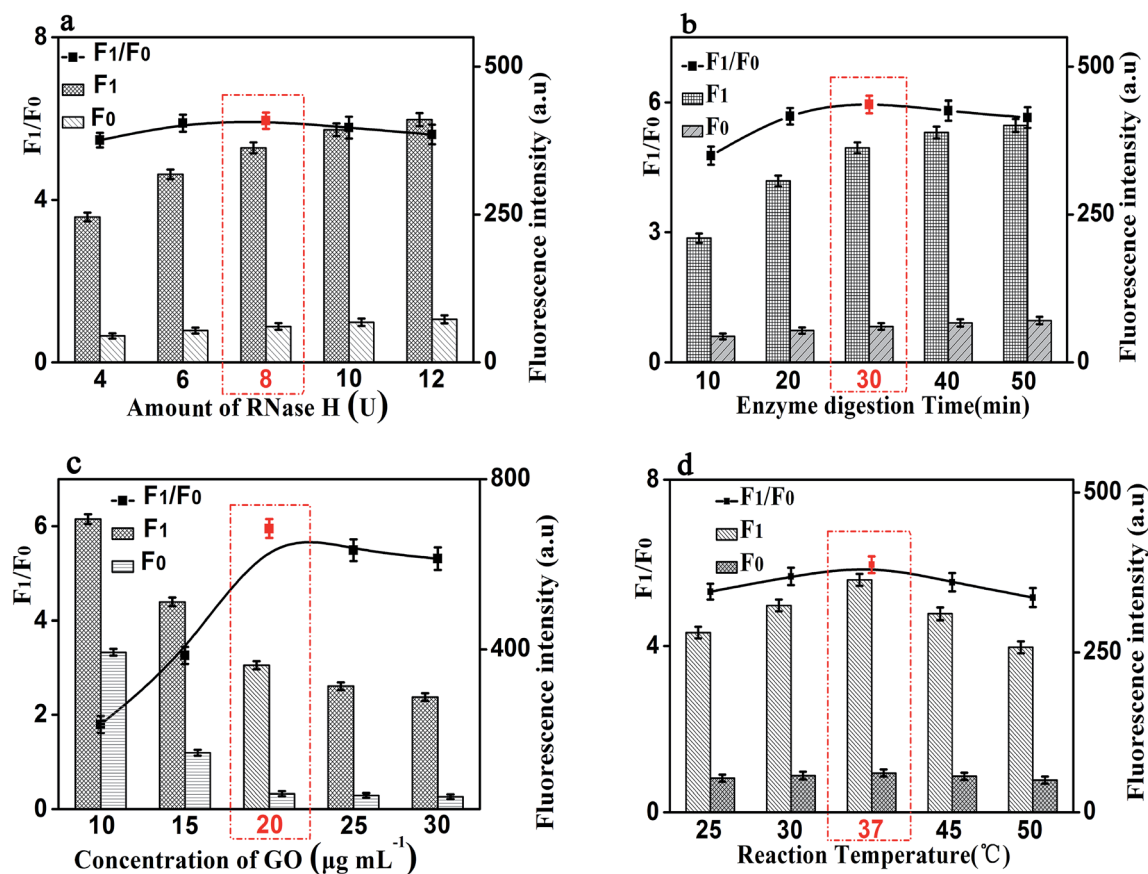 a
F1/F0
F1
F0
8
4
0
F1/F0
500
250
0
Fluorescence intensity (a.u)
4 6 8 10 12
Amount of RNase H (U)
b
F1/F0
F1
F0
6
3
0
F1/F0
500
250
0
Fluorescence intensity (a.u)
10 20 30 40 50
Enzyme digestion Time(min)
c
F1/F0
F1
F0
6
4
2
0
F1/F0
800
400
0
Fluorescence intensity (a.u)
10 15 20 25 30
Concentration of GO (μg mL⁻¹)
d
F1/F0
F1
F0
8
4
0
F1/F0
500
250
0
Fluorescence intensity (a.u)
25 30 37 45 50
Reaction Temperature(℃)